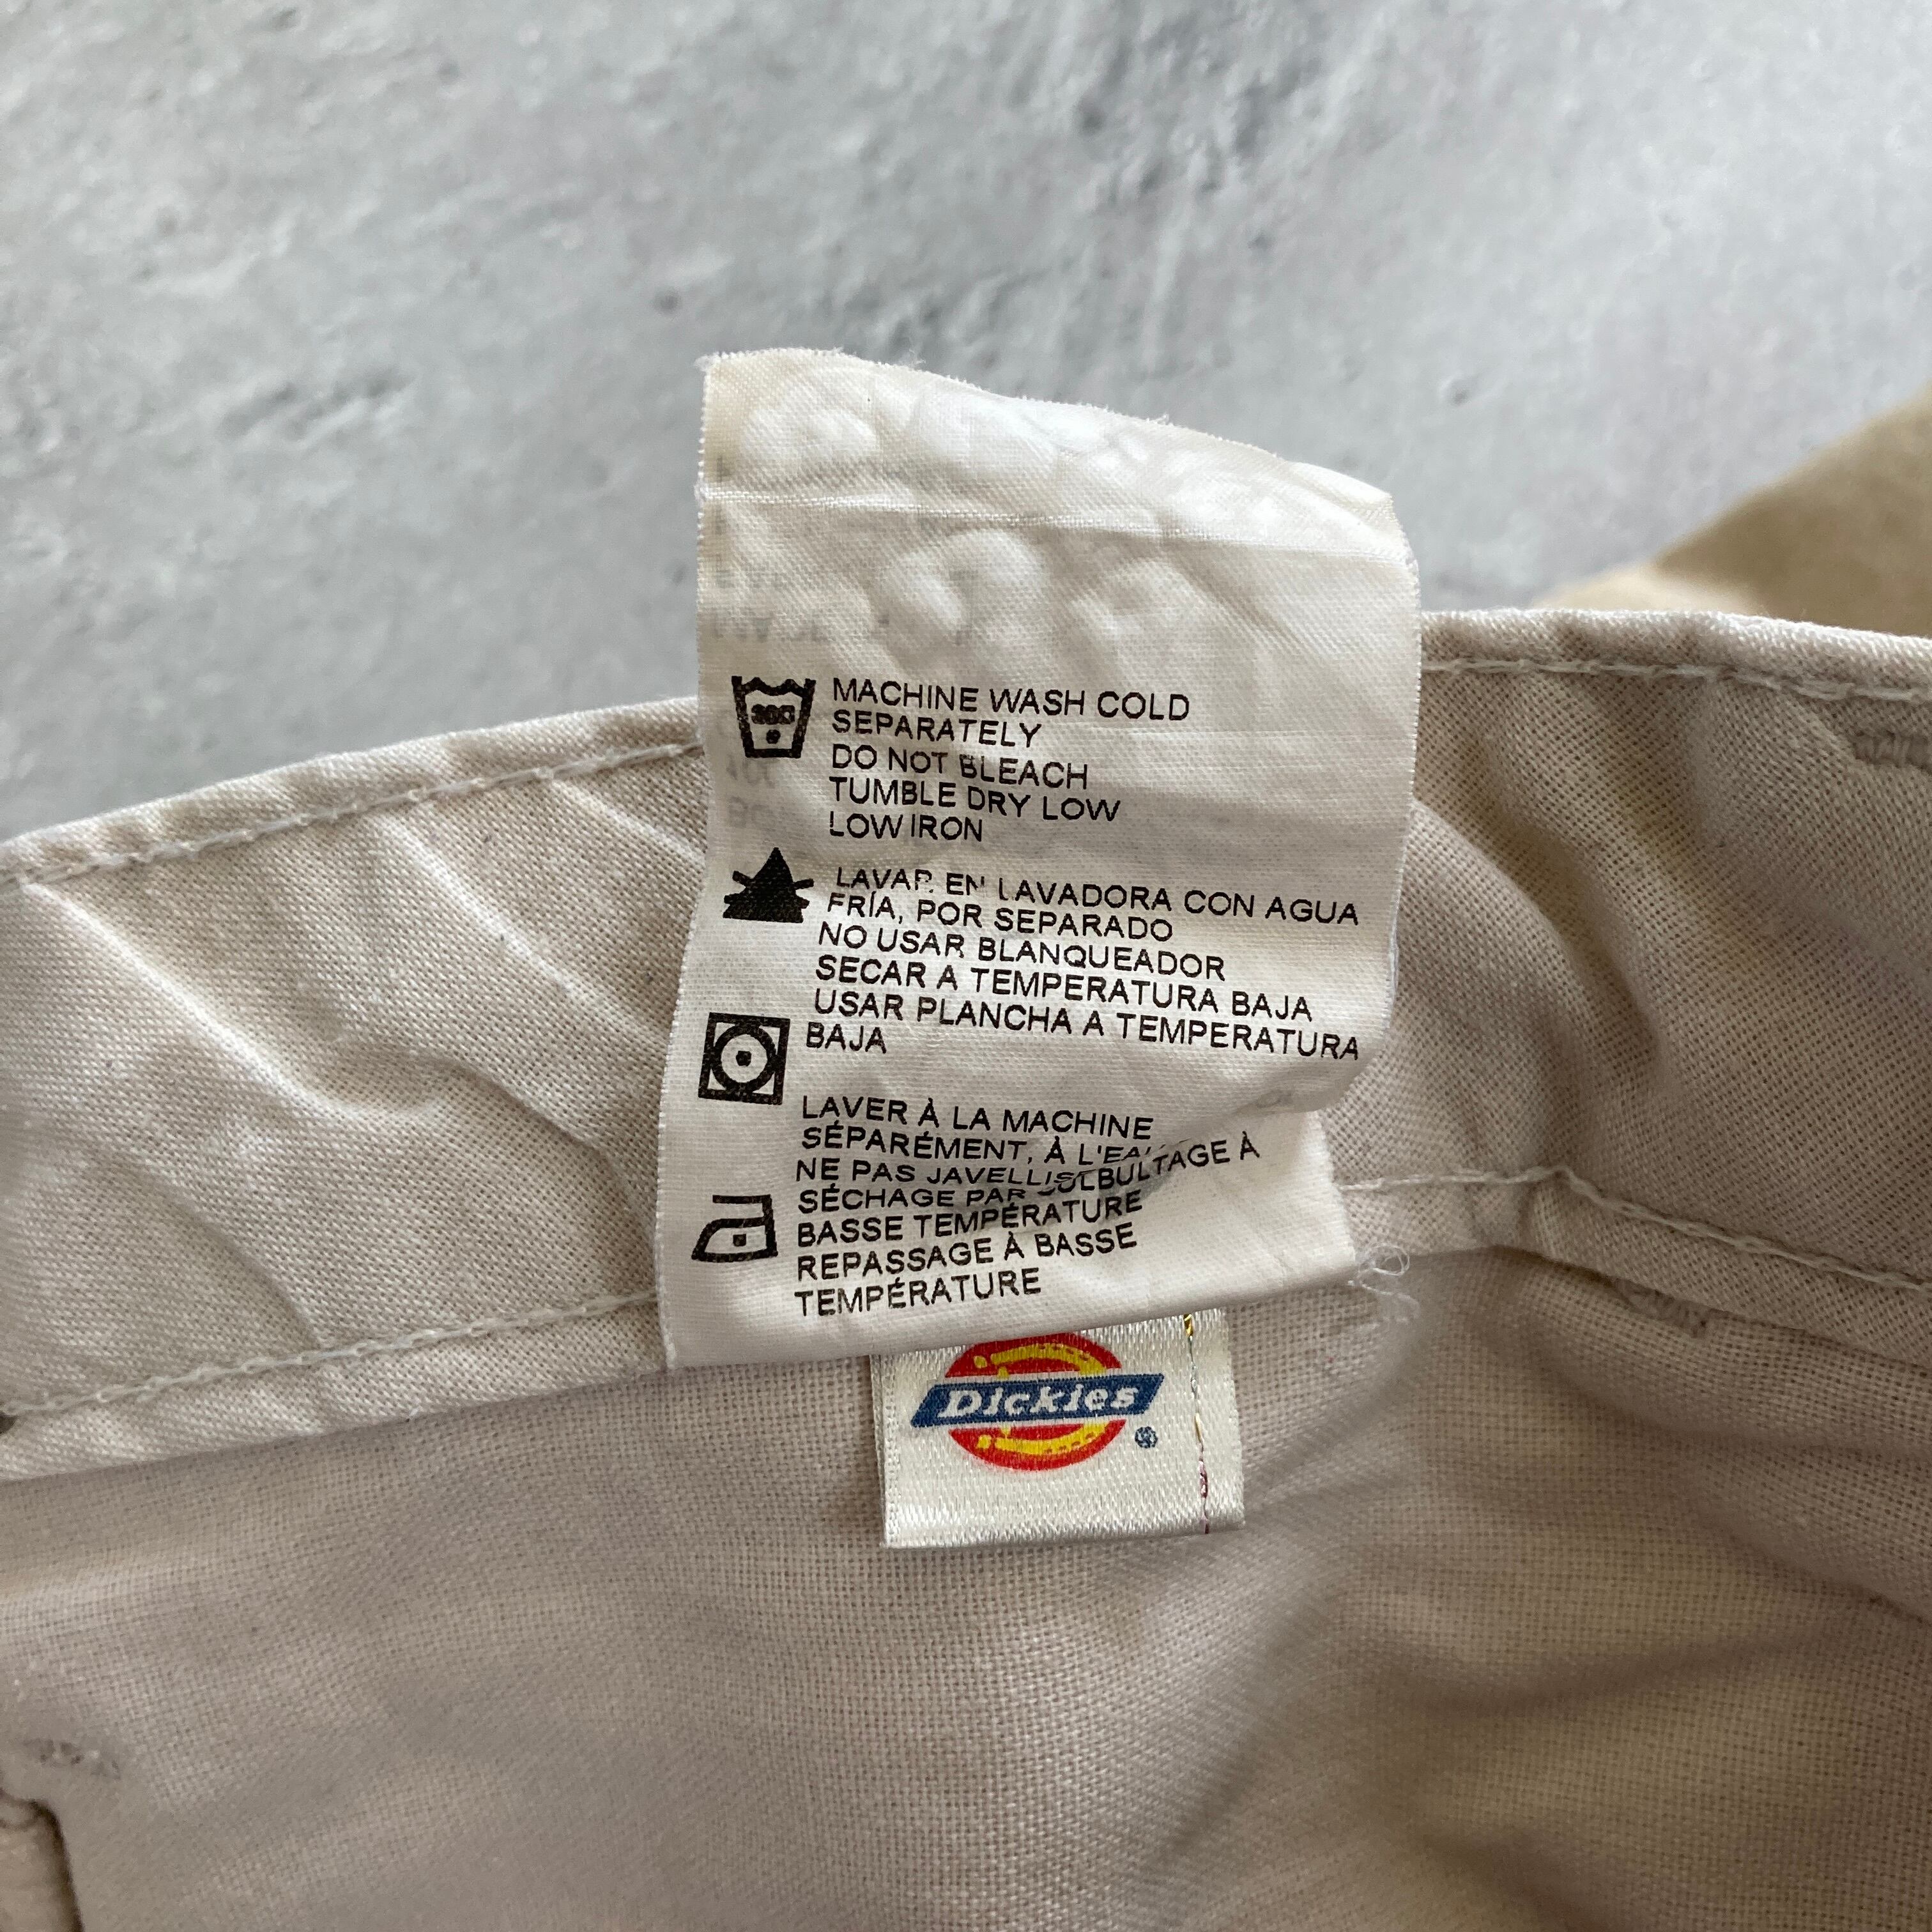 30C
MACHINE WASH COLD
SEPARATELY
DO NOT BLEACH
TUMBLE DRY LOW
LOW IRON
LAVAR EN LAVADORA CON AGUA
FRÍA, POR SEPARADO
NO USAR BLANQUEADOR
SECAR A TEMPERATURA BAJA
USAR PLANCHA A TEMPERATURA
BAJA
LAVER À LA MACHINE
SÉPARÉMENT, À
NE PAS
SÉCHAGE PAR CULBULTAGE À
BASSE TEMPÉRATURE
REPASSAGE À BASSE
TEMPÉRATURE
Dickies
®